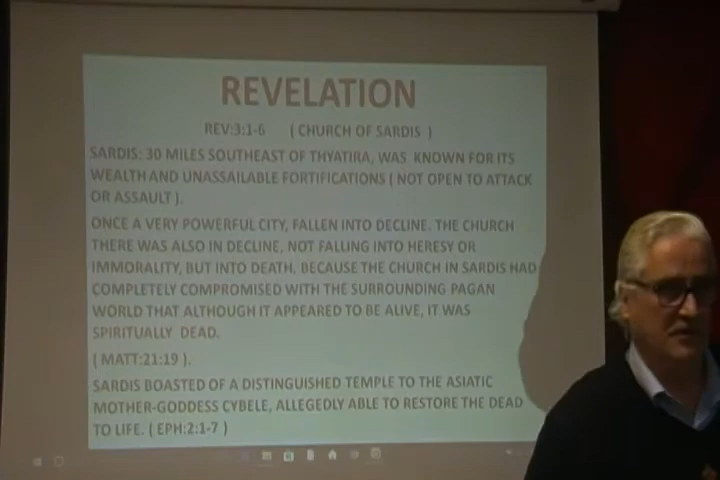 REVELATION
REV:3:1-6 ( CHURCH OF SARDIS )
SARDIS: 30 MILES SOUTHEAST OF THYATIRA, WAS KNOWN FOR ITS
WEALTH AND UNASSAILABLE FORTIFICATIONS ( NOT OPEN TO ATTACK
OR ASSAULT ).
ONCE A VERY POWERFUL CITY, FALLEN INTO DECLINE. THE CHURCH
THERE WAS ALSO IN DECLINE, NOT FALLING INTO HERESY OR
IMMORALITY, BUT INTO DEATH. BECAUSE THE CHURCH IN SARDIS HAD
COMPLETELY COMPROMISED WITH THE SURROUNDING PAGAN
WORLD THAT ALTHOUGH IT APPEARED TO BE ALIVE, IT WAS
SPIRITUALLY DEAD.
( MATT:21:19 ).
SARDIS BOASTED OF A DISTINGUISHED TEMPLE TO THE ASIATIC
MOTHER-GODDESS CYBELE, ALLEGEDLY ABLE TO RESTORE THE DEAD
TO LIFE. ( EPH:2:1-7 )